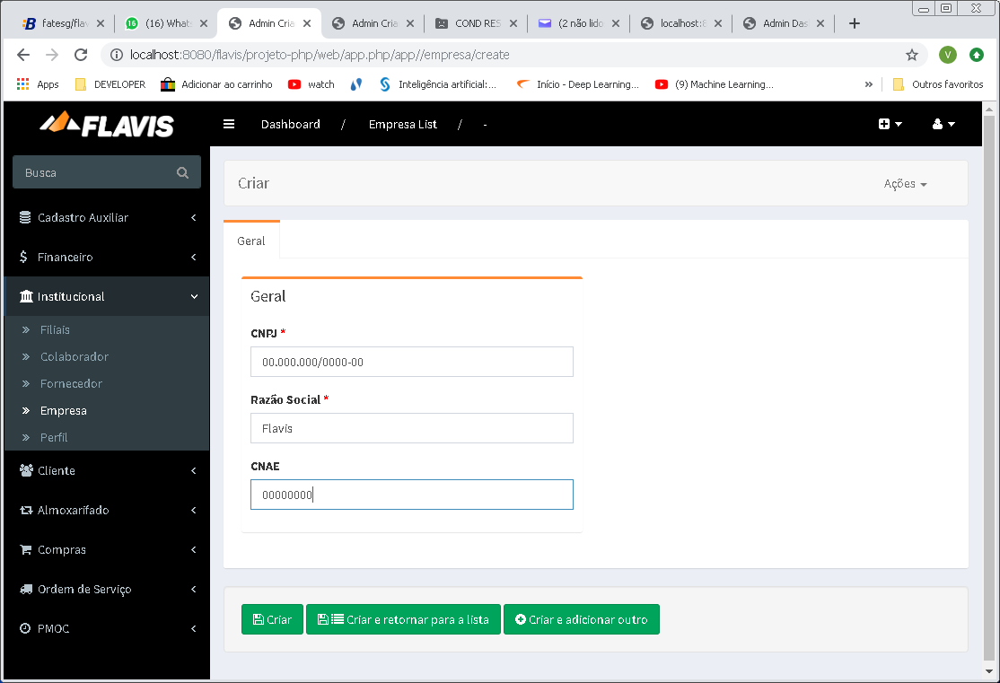 fatesg/flav
(16) Whats
Admin Cria
Admin Cria
COND RES
(2 não lido
localhost:8
Admin Das
localhost:8080/flavis/projeto-php/web/app.php/app//empresa/create
V
Apps
DEVELOPER
Adicionar ao carrinho
watch
Inteligência artificial:...
Início - Deep Learning...
(9) Machine Learning...
»
Outros favoritos
FLAVIS
Dashboard / Empresa List / -
Busca
Criar
Ações
Cadastro Auxiliar
Financeiro
Institucional
Filiais
Colaborador
Fornecedor
Empresa
Perfil
Cliente
Almoxarifado
Compras
Ordem de Serviço
PMOC
Geral
Geral
CNPJ *
00.000.000/0000-00
Razão Social *
Flavis
CNAE
00000000
Criar
Criar e retornar para a lista
Criar e adicionar outro